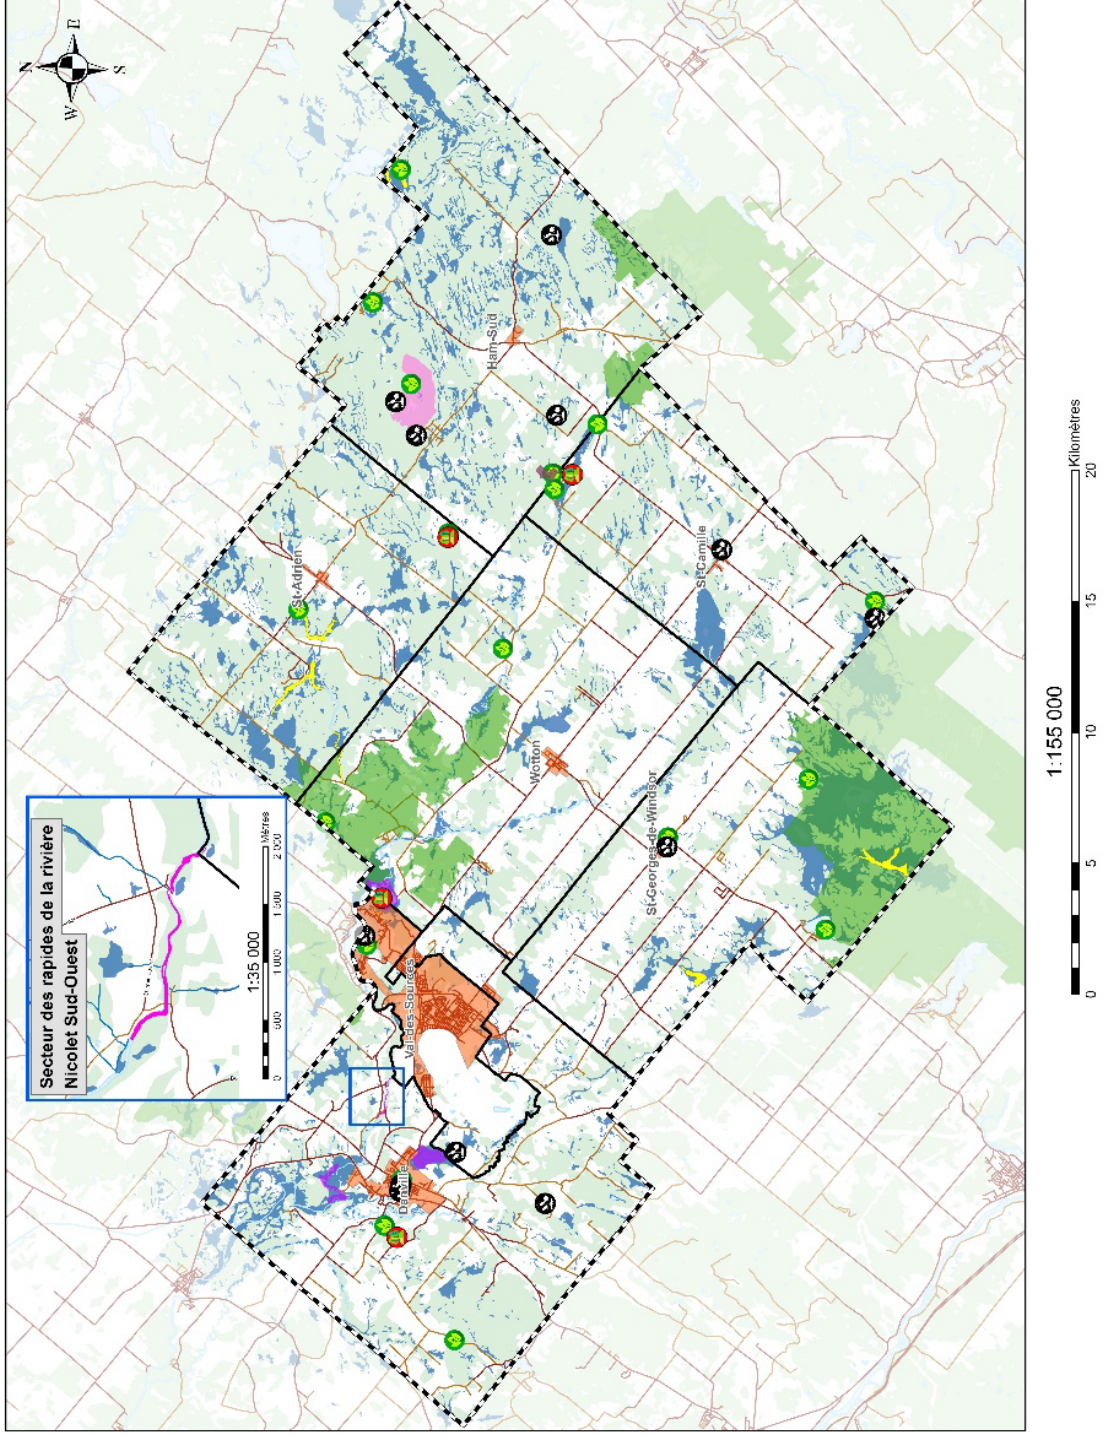 N
E
W
S
Secteur des rapides de la rivière
Nicolet Sud-Ouest
1:35 000
0
500
1 000
1 500
2 000
Mètres
St-Adrien
Ham-Sud
Wotton
St-Camille
Val-des-Sources
Danville
St-Georges-de-Windsor
1:155 000
0
5
10
15
20
Kilomètres